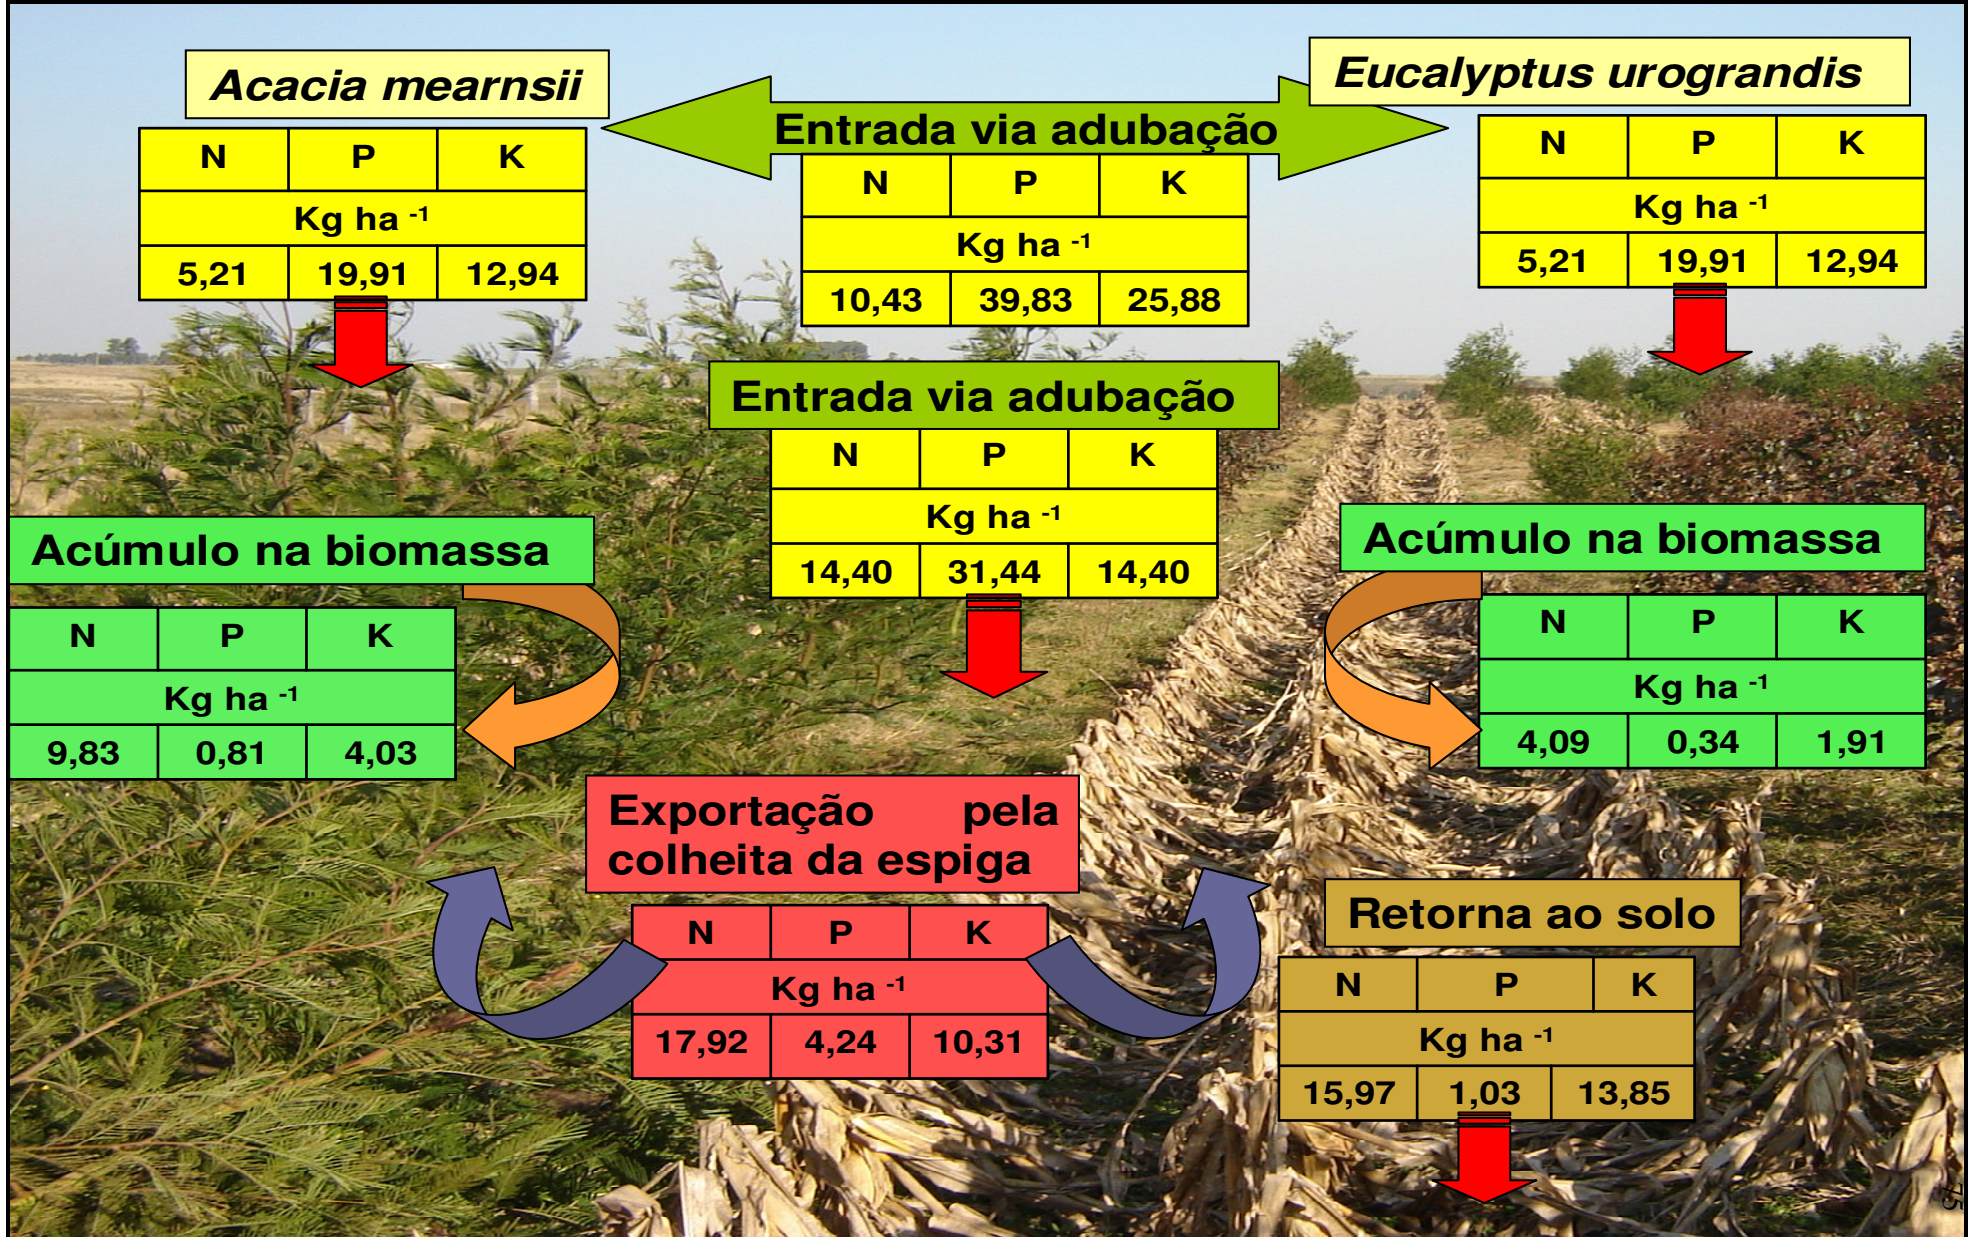 Acacia mearnsii
Eucalyptus urograndis
Entrada via adubação
N P K
Kg ha -1
5,21 19,91 12,94
N P K
Kg ha -1
10,43 39,83 25,88
N P K
Kg ha -1
5,21 19,91 12,94
Entrada via adubação
N P K
Kg ha -1
14,40 31,44 14,40
Acúmulo na biomassa
N P K
Kg ha -1
9,83 0,81 4,03
Acúmulo na biomassa
N P K
Kg ha -1
4,09 0,34 1,91
Exportação pela
colheita da espiga
N P K
Kg ha -1
17,92 4,24 10,31
Retorna ao solo
N P K
Kg ha -1
15,97 1,03 13,85
75